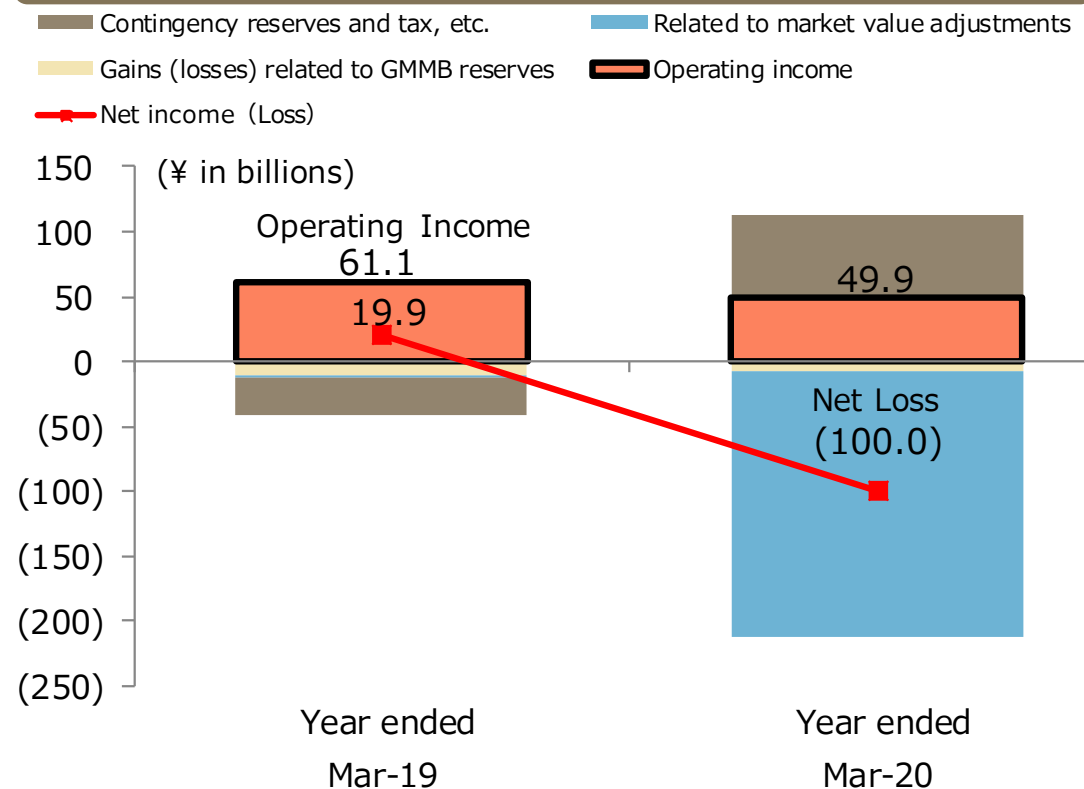 Contingency reserves and tax, etc.
Related to market value adjustments
Gains (losses) related to GMMB reserves
Operating income
Net income（Loss）
(¥ in billions)
150
100
50
0
(50)
(100)
(150)
(200)
(250)
Operating Income
61.1
19.9
49.9
Net Loss
(100.0)
Year ended
Mar-19
Year ended
Mar-20